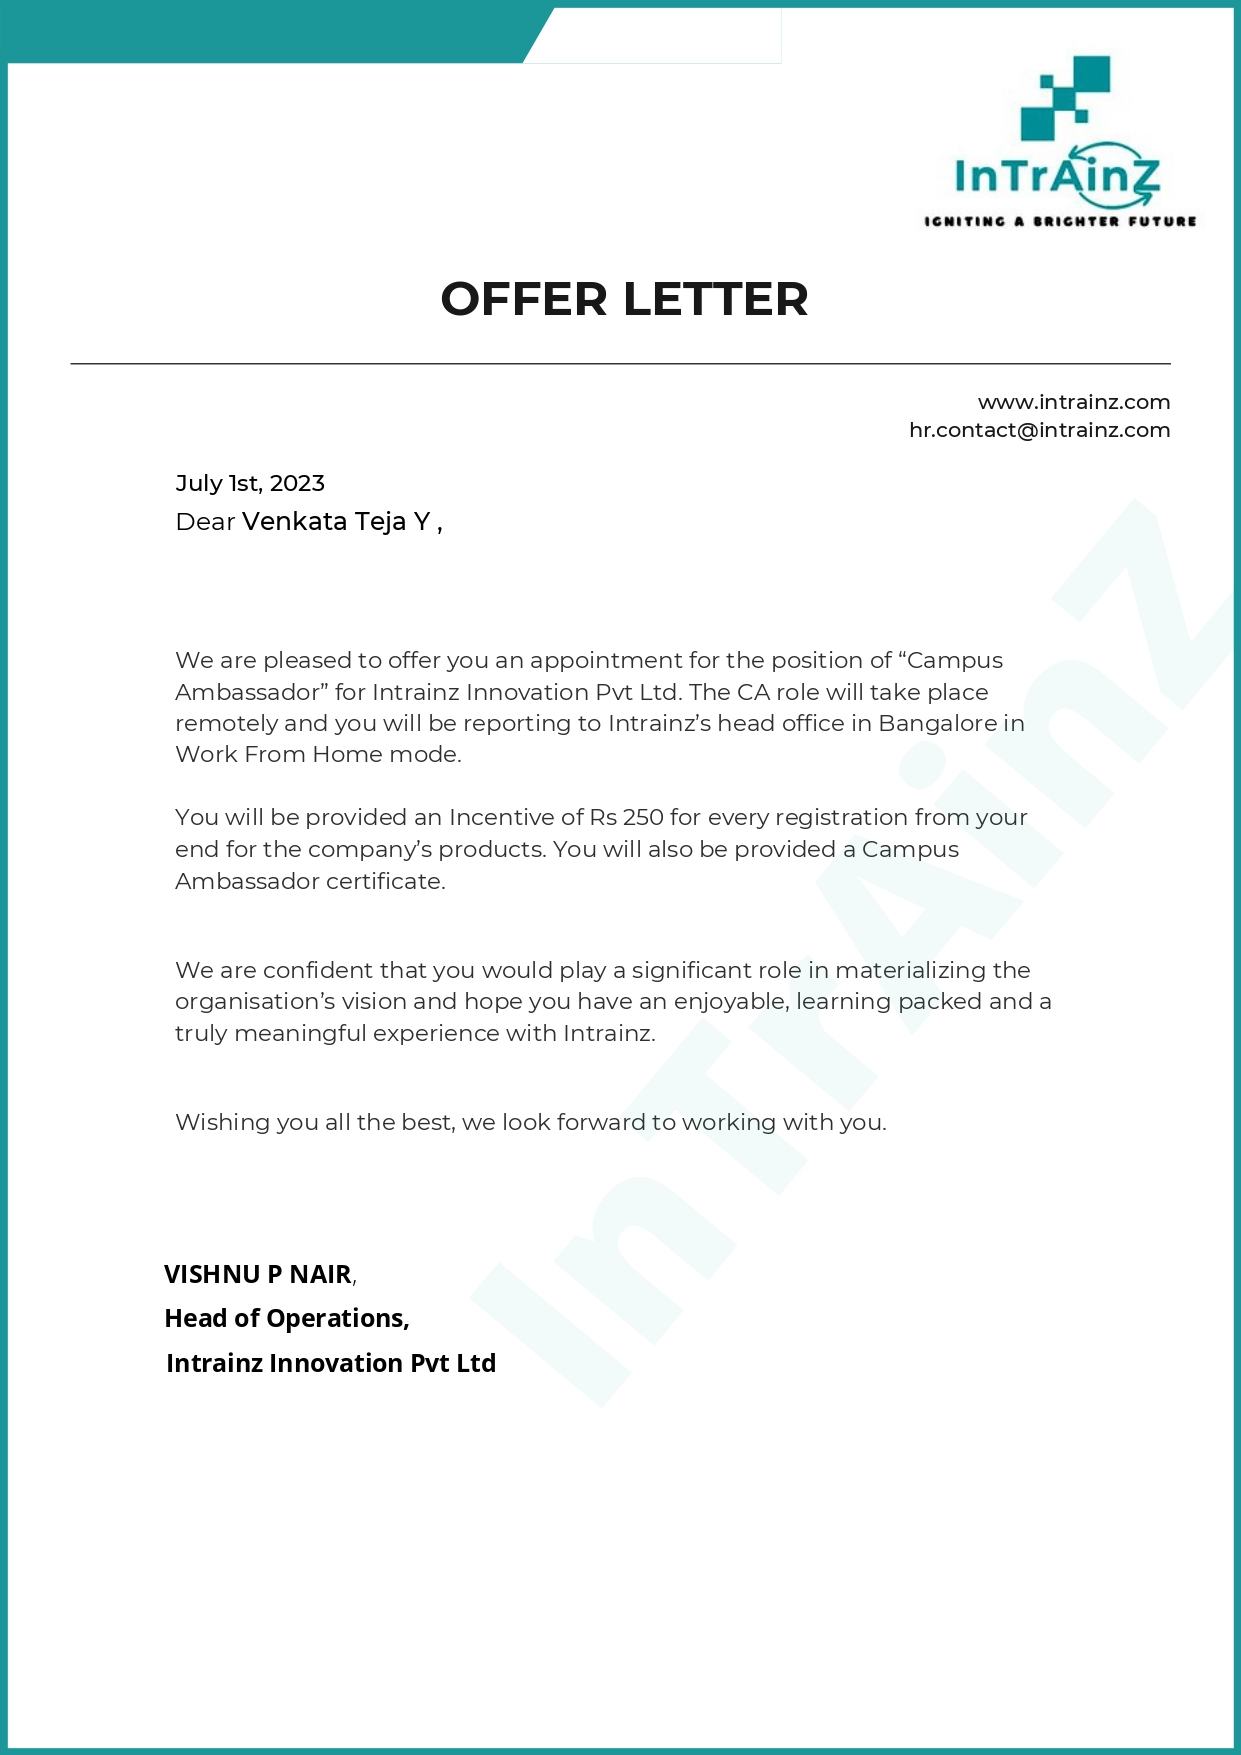 InTrAinZ
IGNITING A BRIGHTER FUTURE
OFFER LETTER
www.intrainz.com
hr.contact@intrainz.com
July 1st, 2023
Dear Venkata Teja Y ,
We are pleased to offer you an appointment for the position of “Campus
Ambassador” for Intrainz Innovation Pvt Ltd. The CA role will take place
remotely and you will be reporting to Intrainz’s head office in Bangalore in
Work From Home mode.
You will be provided an Incentive of Rs 250 for every registration from your
end for the company’s products. You will also be provided a Campus
Ambassador certificate.
We are confident that you would play a significant role in materializing the
organisation’s vision and hope you have an enjoyable, learning packed and a
truly meaningful experience with Intrainz.
Wishing you all the best, we look forward to working with you.
VISHNU P NAIR,
Head of Operations,
Intrainz Innovation Pvt Ltd
InTrAinZ